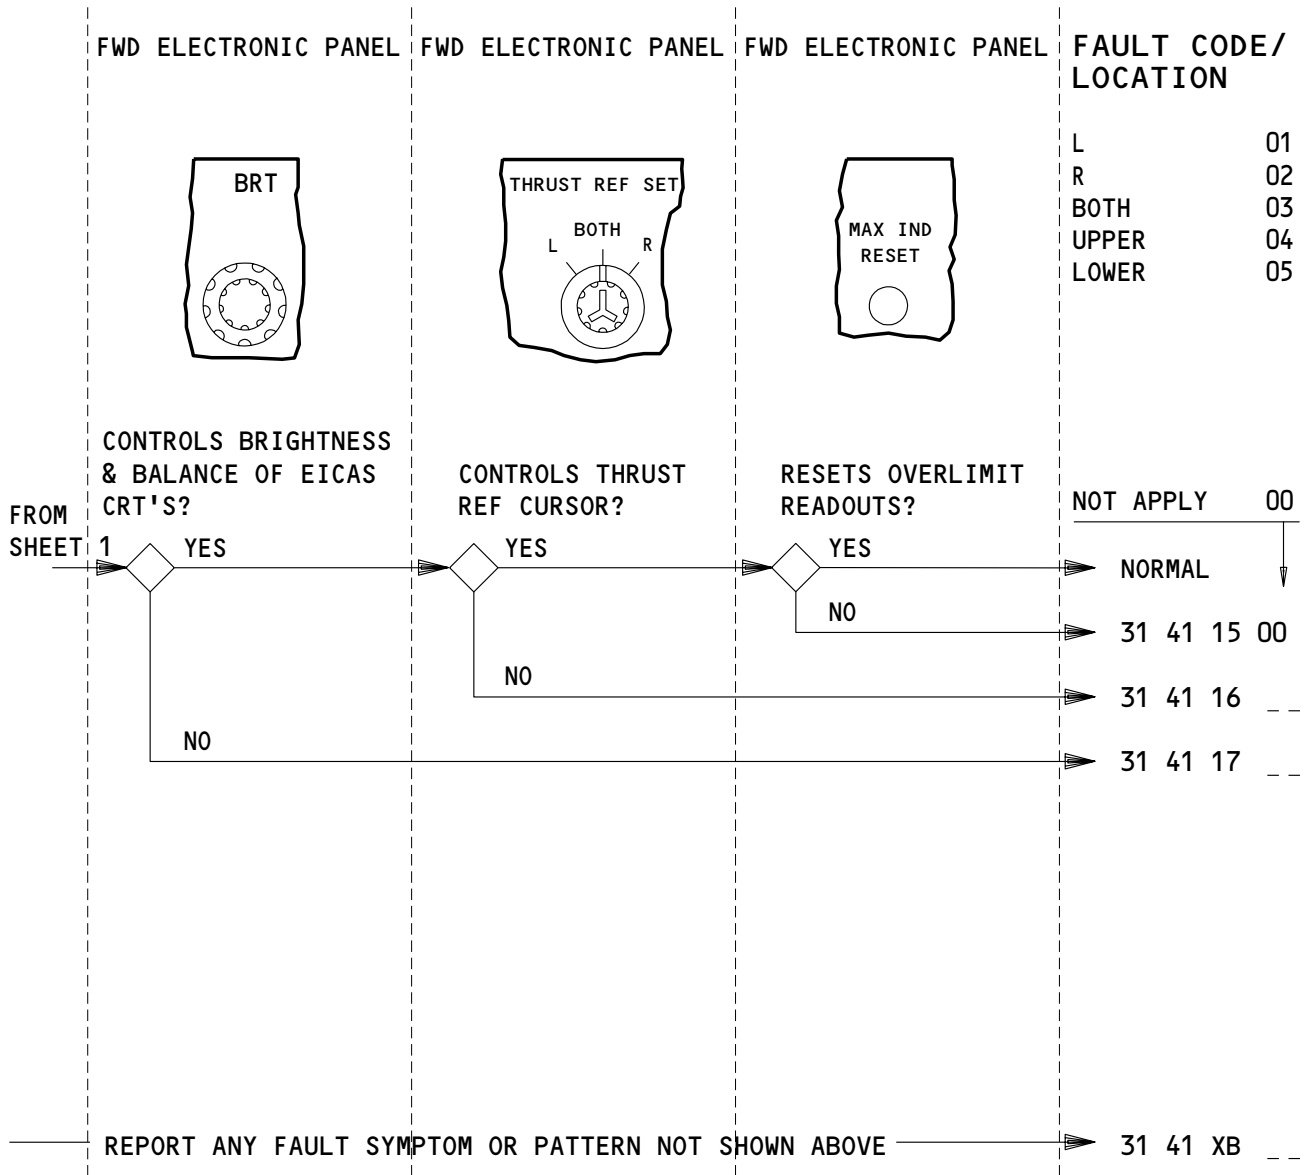 FWD ELECTRONIC PANEL
FWD ELECTRONIC PANEL
FWD ELECTRONIC PANEL
FAULT CODE/
LOCATION
BRT
THRUST REF SET
BOTH
L
R
MAX IND
RESET
L 01
R 02
BOTH 03
UPPER 04
LOWER 05
CONTROLS BRIGHTNESS
& BALANCE OF EICAS
CRT'S?
CONTROLS THRUST
REF CURSOR?
RESETS OVERLIMIT
READOUTS?
NOT APPLY 00
FROM
SHEET 1
YES
YES
YES
NORMAL
NO
31 41 15 00
NO
31 41 16 _ _
NO
31 41 17 _ _
REPORT ANY FAULT SYMPTOM OR PATTERN NOT SHOWN ABOVE
31 41 XB _ _